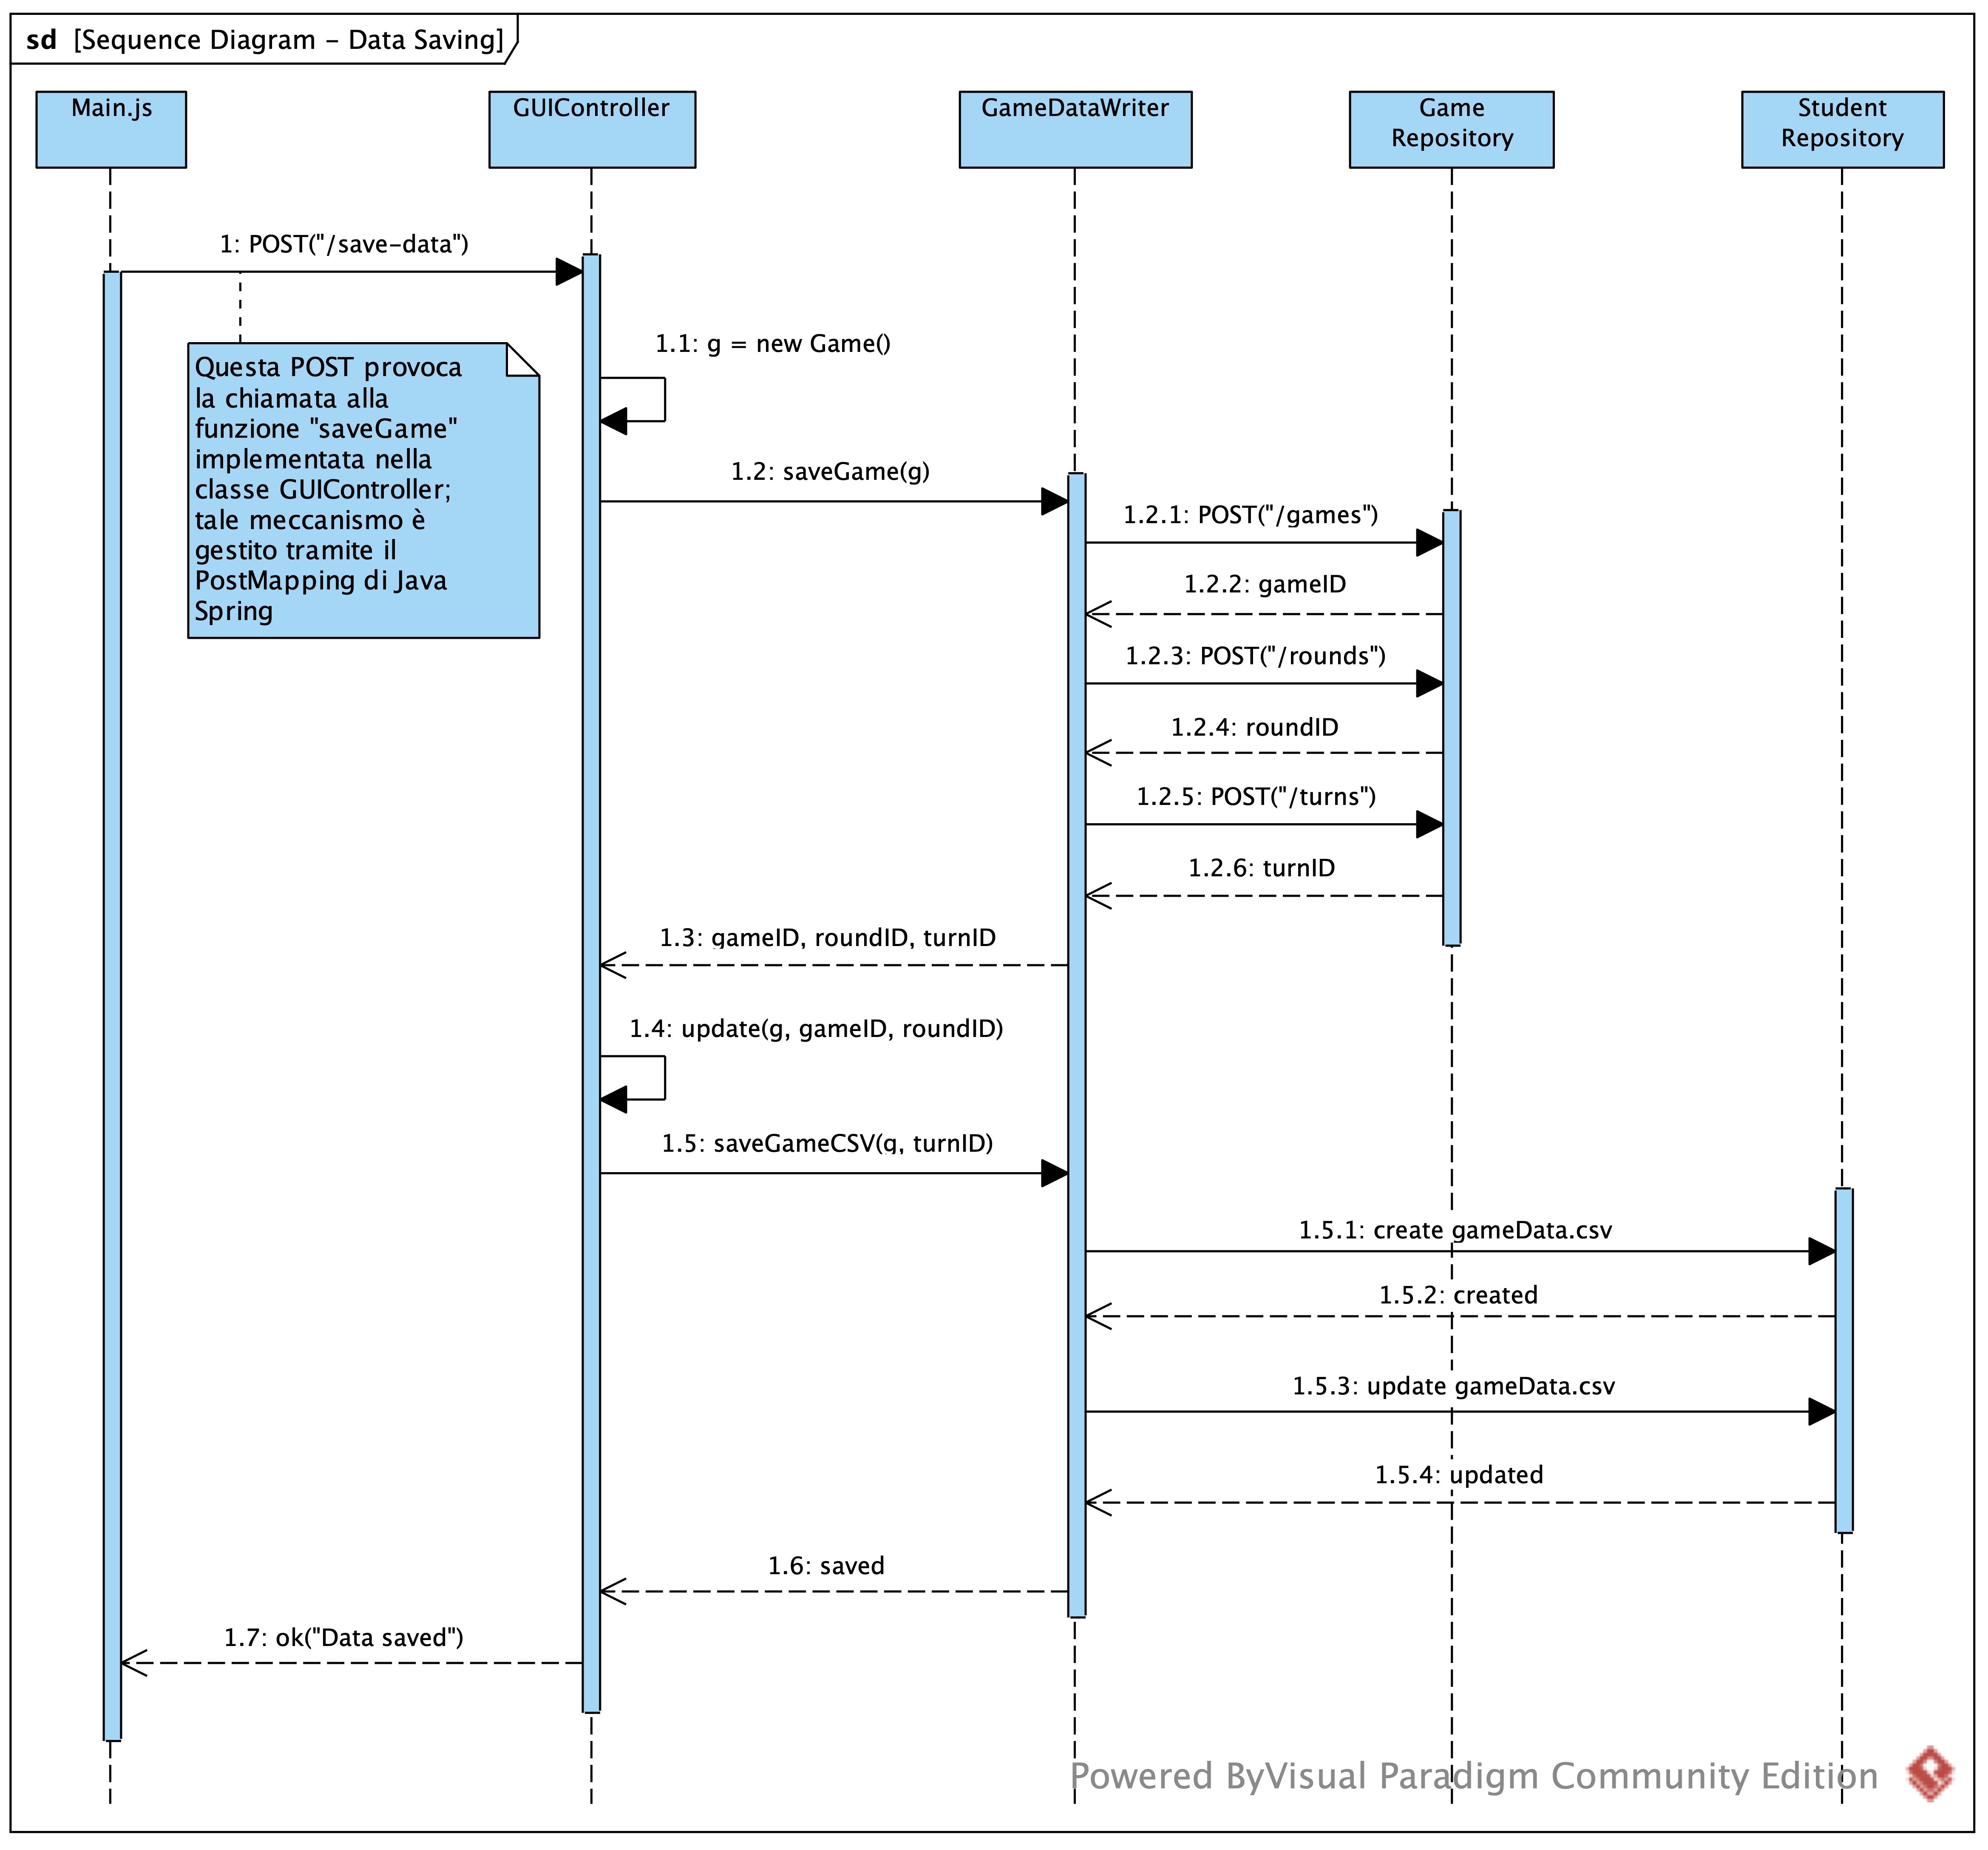 sd [Sequence Diagram - Data Saving]
Main.js
GUIController
GameDataWriter
Game
Repository
Student
Repository
1: POST("/save-data")
Questa POST provoca
la chiamata alla
funzione "saveGame"
implementata nella
classe GUIController;
tale meccanismo è
gestito tramite il
PostMapping di Java
Spring
1.1: g = new Game()
1.2: saveGame(g)
1.2.1: POST("/games")
1.2.2: gameID
1.2.3: POST("/rounds")
1.2.4: roundID
1.2.5: POST("/turns")
1.2.6: turnID
1.3: gameID, roundID, turnID
1.4: update(g, gameID, roundID)
1.5: saveGameCSV(g, turnID)
1.5.1: create gameData.csv
1.5.2: created
1.5.3: update gameData.csv
1.5.4: updated
1.6: saved
1.7: ok("Data saved")
Powered ByVisual Paradigm Community Edition